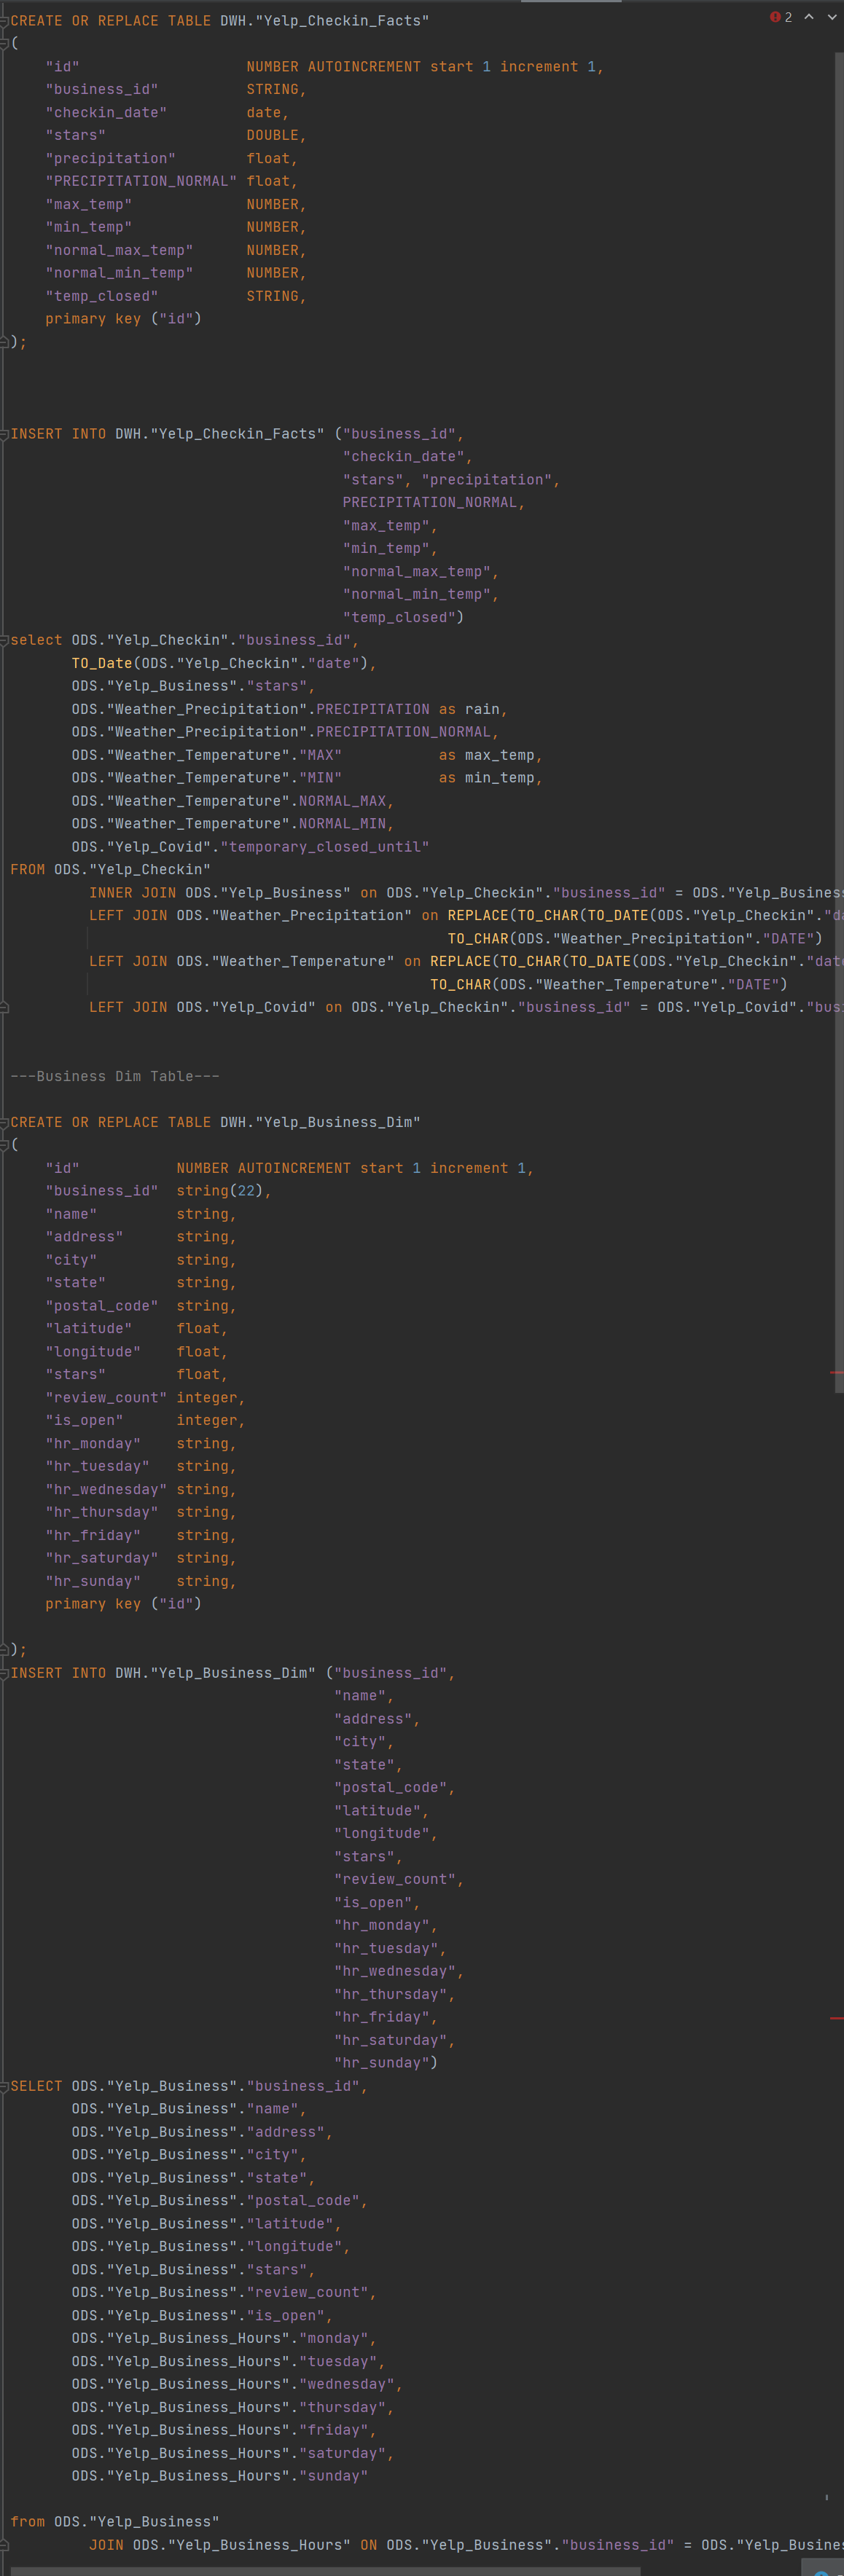 CREATE OR REPLACE TABLE DWH."Yelp_Checkin_Facts"
2
(
    "id"                   NUMBER AUTOINCREMENT start 1 increment 1,
    "business_id"          STRING,
    "checkin_date"         date,
    "stars"                DOUBLE,
    "precipitation"        float,
    "PRECIPITATION_NORMAL" float,
    "max_temp"             NUMBER,
    "min_temp"             NUMBER,
    "normal_max_temp"      NUMBER,
    "normal_min_temp"      NUMBER,
    "temp_closed"          STRING,
    primary key ("id")
);
INSERT INTO DWH."Yelp_Checkin_Facts" ("business_id",
                                      "checkin_date",
                                      "stars", "precipitation",
                                      PRECIPITATION_NORMAL,
                                      "max_temp",
                                      "min_temp",
                                      "normal_max_temp",
                                      "normal_min_temp",
                                      "temp_closed")
select ODS."Yelp_Checkin"."business_id",
       TO_Date(ODS."Yelp_Checkin"."date"),
       ODS."Yelp_Business"."stars",
       ODS."Weather_Precipitation".PRECIPITATION as rain,
       ODS."Weather_Precipitation".PRECIPITATION_NORMAL,
       ODS."Weather_Temperature"."MAX"           as max_temp,
       ODS."Weather_Temperature"."MIN"           as min_temp,
       ODS."Weather_Temperature".NORMAL_MAX,
       ODS."Weather_Temperature".NORMAL_MIN,
       ODS."Yelp_Covid"."temporary_closed_until"
FROM ODS."Yelp_Checkin"
         INNER JOIN ODS."Yelp_Business" on ODS."Yelp_Checkin"."business_id" = ODS."Yelp_Business
         LEFT JOIN ODS."Weather_Precipitation" on REPLACE(TO_CHAR(TO_DATE(ODS."Yelp_Checkin"."da
                                                  TO_CHAR(ODS."Weather_Precipitation"."DATE")
         LEFT JOIN ODS."Weather_Temperature" on REPLACE(TO_CHAR(TO_DATE(ODS."Yelp_Checkin"."date
                                                TO_CHAR(ODS."Weather_Temperature"."DATE")
         LEFT JOIN ODS."Yelp_Covid" on ODS."Yelp_Checkin"."business_id" = ODS."Yelp_Covid"."bus
---Business Dim Table---
CREATE OR REPLACE TABLE DWH."Yelp_Business_Dim"
(
    "id"           NUMBER AUTOINCREMENT start 1 increment 1,
    "business_id"  string(22),
    "name"         string,
    "address"      string,
    "city"         string,
    "state"        string,
    "postal_code"  string,
    "latitude"     float,
    "longitude"    float,
    "stars"        float,
    "review_count" integer,
    "is_open"      integer,
    "hr_monday"    string,
    "hr_tuesday"   string,
    "hr_wednesday" string,
    "hr_thursday"  string,
    "hr_friday"    string,
    "hr_saturday"  string,
    "hr_sunday"    string,
    primary key ("id")
);
INSERT INTO DWH."Yelp_Business_Dim" ("business_id",
                                     "name",
                                     "address",
                                     "city",
                                     "state",
                                     "postal_code",
                                     "latitude",
                                     "longitude",
                                     "stars",
                                     "review_count",
                                     "is_open",
                                     "hr_monday",
                                     "hr_tuesday",
                                     "hr_wednesday",
                                     "hr_thursday",
                                     "hr_friday",
                                     "hr_saturday",
                                     "hr_sunday")
SELECT ODS."Yelp_Business"."business_id",
       ODS."Yelp_Business"."name",
       ODS."Yelp_Business"."address",
       ODS."Yelp_Business"."city",
       ODS."Yelp_Business"."state",
       ODS."Yelp_Business"."postal_code",
       ODS."Yelp_Business"."latitude",
       ODS."Yelp_Business"."longitude",
       ODS."Yelp_Business"."stars",
       ODS."Yelp_Business"."review_count",
       ODS."Yelp_Business"."is_open",
       ODS."Yelp_Business_Hours"."monday",
       ODS."Yelp_Business_Hours"."tuesday",
       ODS."Yelp_Business_Hours"."wednesday",
       ODS."Yelp_Business_Hours"."thursday",
       ODS."Yelp_Business_Hours"."friday",
       ODS."Yelp_Business_Hours"."saturday",
       ODS."Yelp_Business_Hours"."sunday"
from ODS."Yelp_Business"
         JOIN ODS."Yelp_Business_Hours" ON ODS."Yelp_Business"."business_id" = ODS."Yelp_Busines